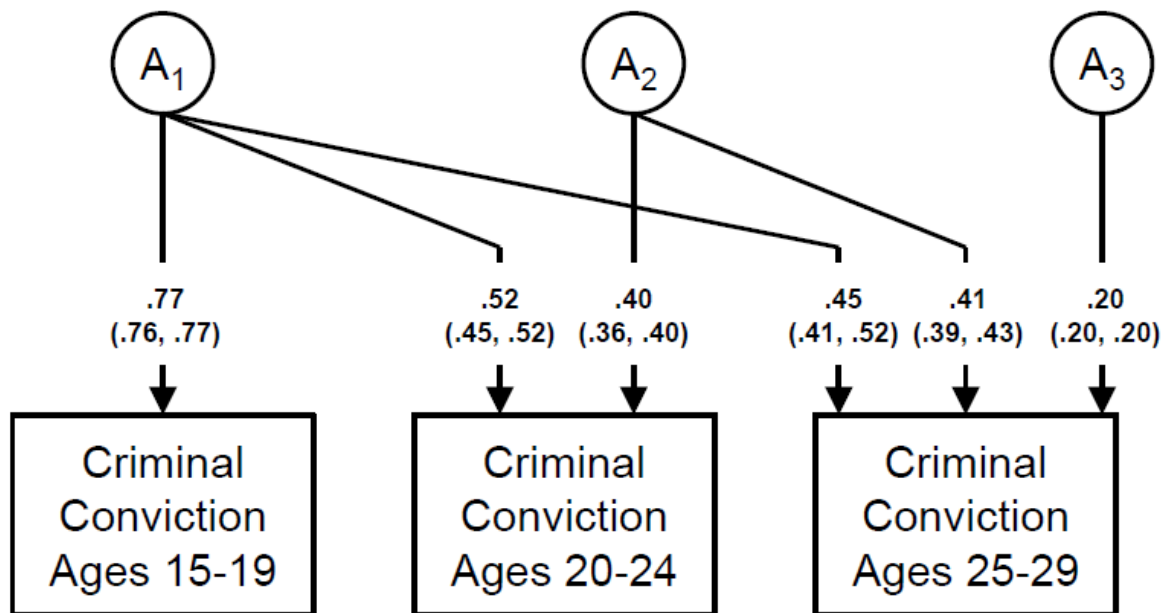 A₁ A₂ A₃
.77 .52 .40 .45 .41 .20
(.76, .77) (.45, .52) (.36, .40) (.41, .52) (.39, .43) (.20, .20)
Criminal Criminal Criminal
Conviction Conviction Conviction
Ages 15-19 Ages 20-24 Ages 25-29